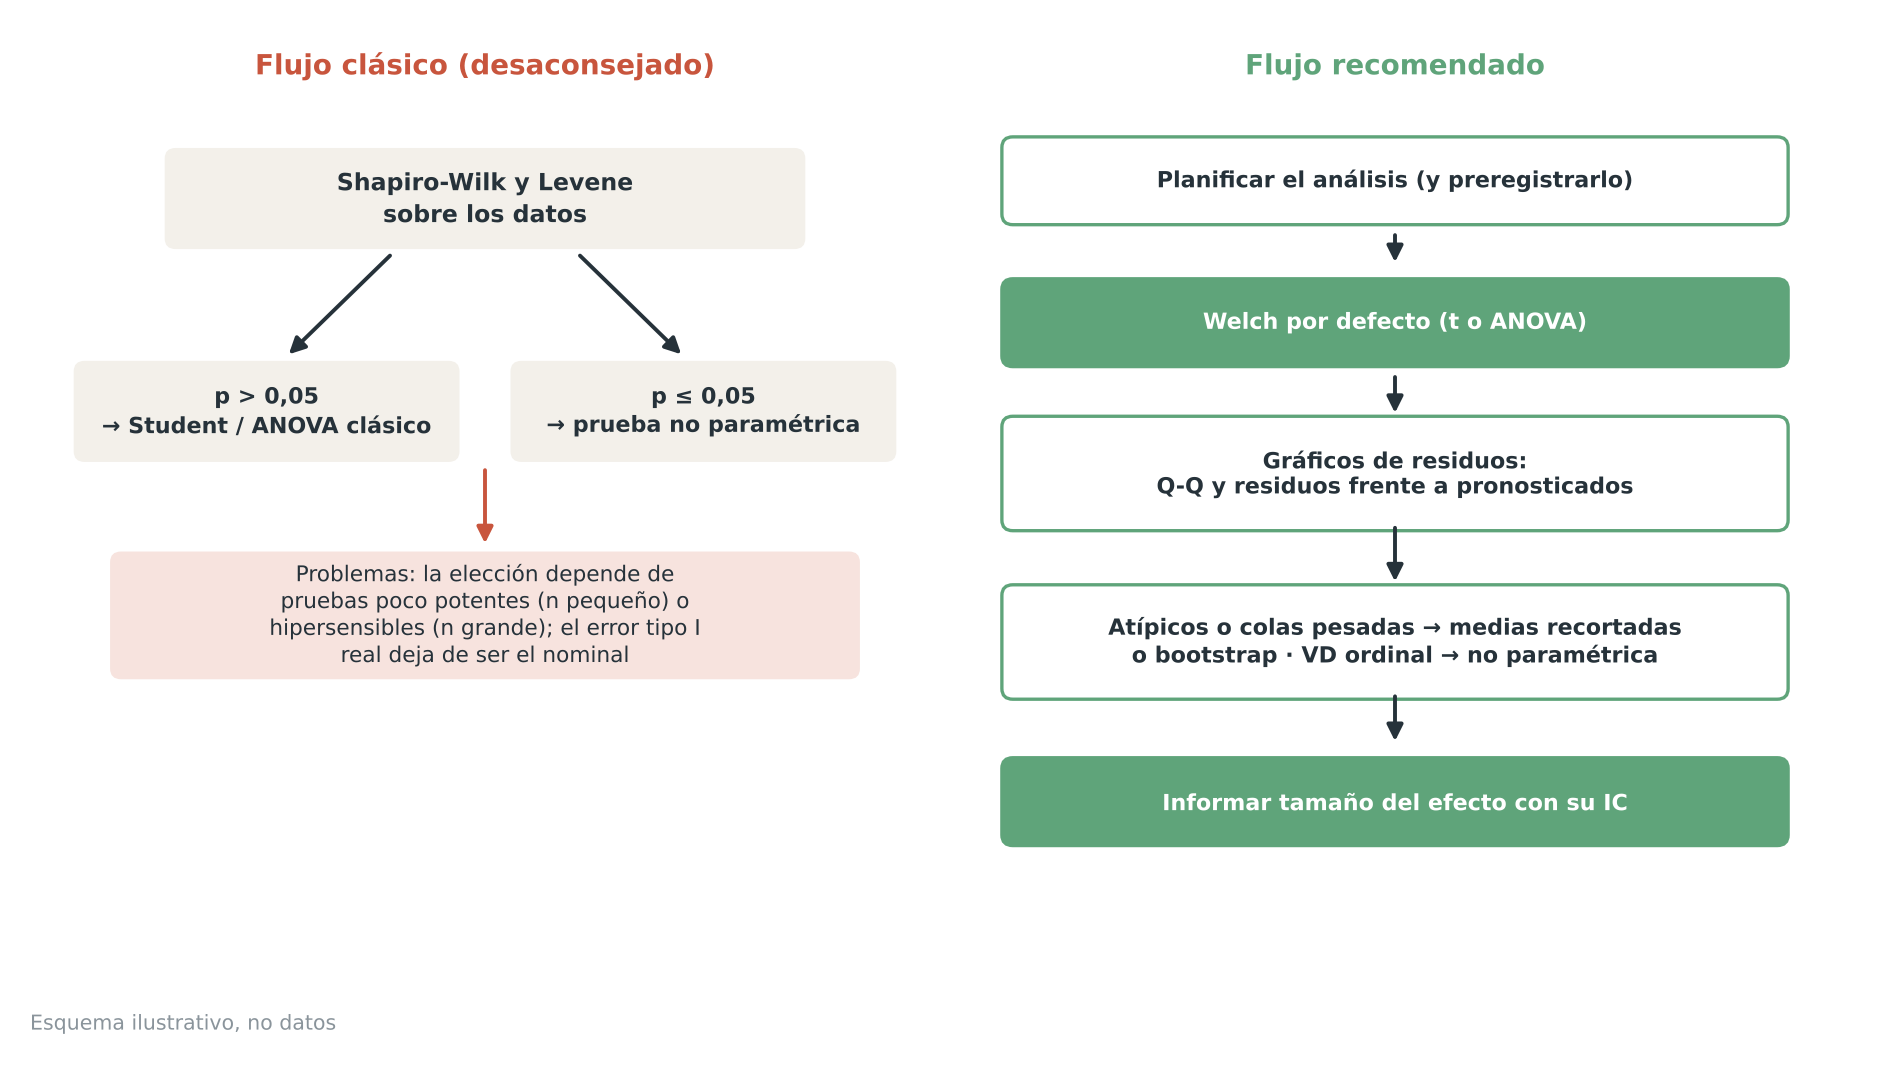 Flujo clásico (desaconsejado)
Shapiro-Wilk y Levene
sobre los datos
p > 0,05
→ Student / ANOVA clásico
p ≤ 0,05
→ prueba no paramétrica
Problemas: la elección depende de
pruebas poco potentes (n pequeño) o
hipersensibles (n grande); el error tipo I
real deja de ser el nominal
Flujo recomendado
Planificar el análisis (y preregistrarlo)
Welch por defecto (t o ANOVA)
Gráficos de residuos:
Q-Q y residuos frente a pronosticados
Atípicos o colas pesadas → medias recortadas
o bootstrap · VD ordinal → no paramétrica
Informar tamaño del efecto con su IC
Esquema ilustrativo, no datos